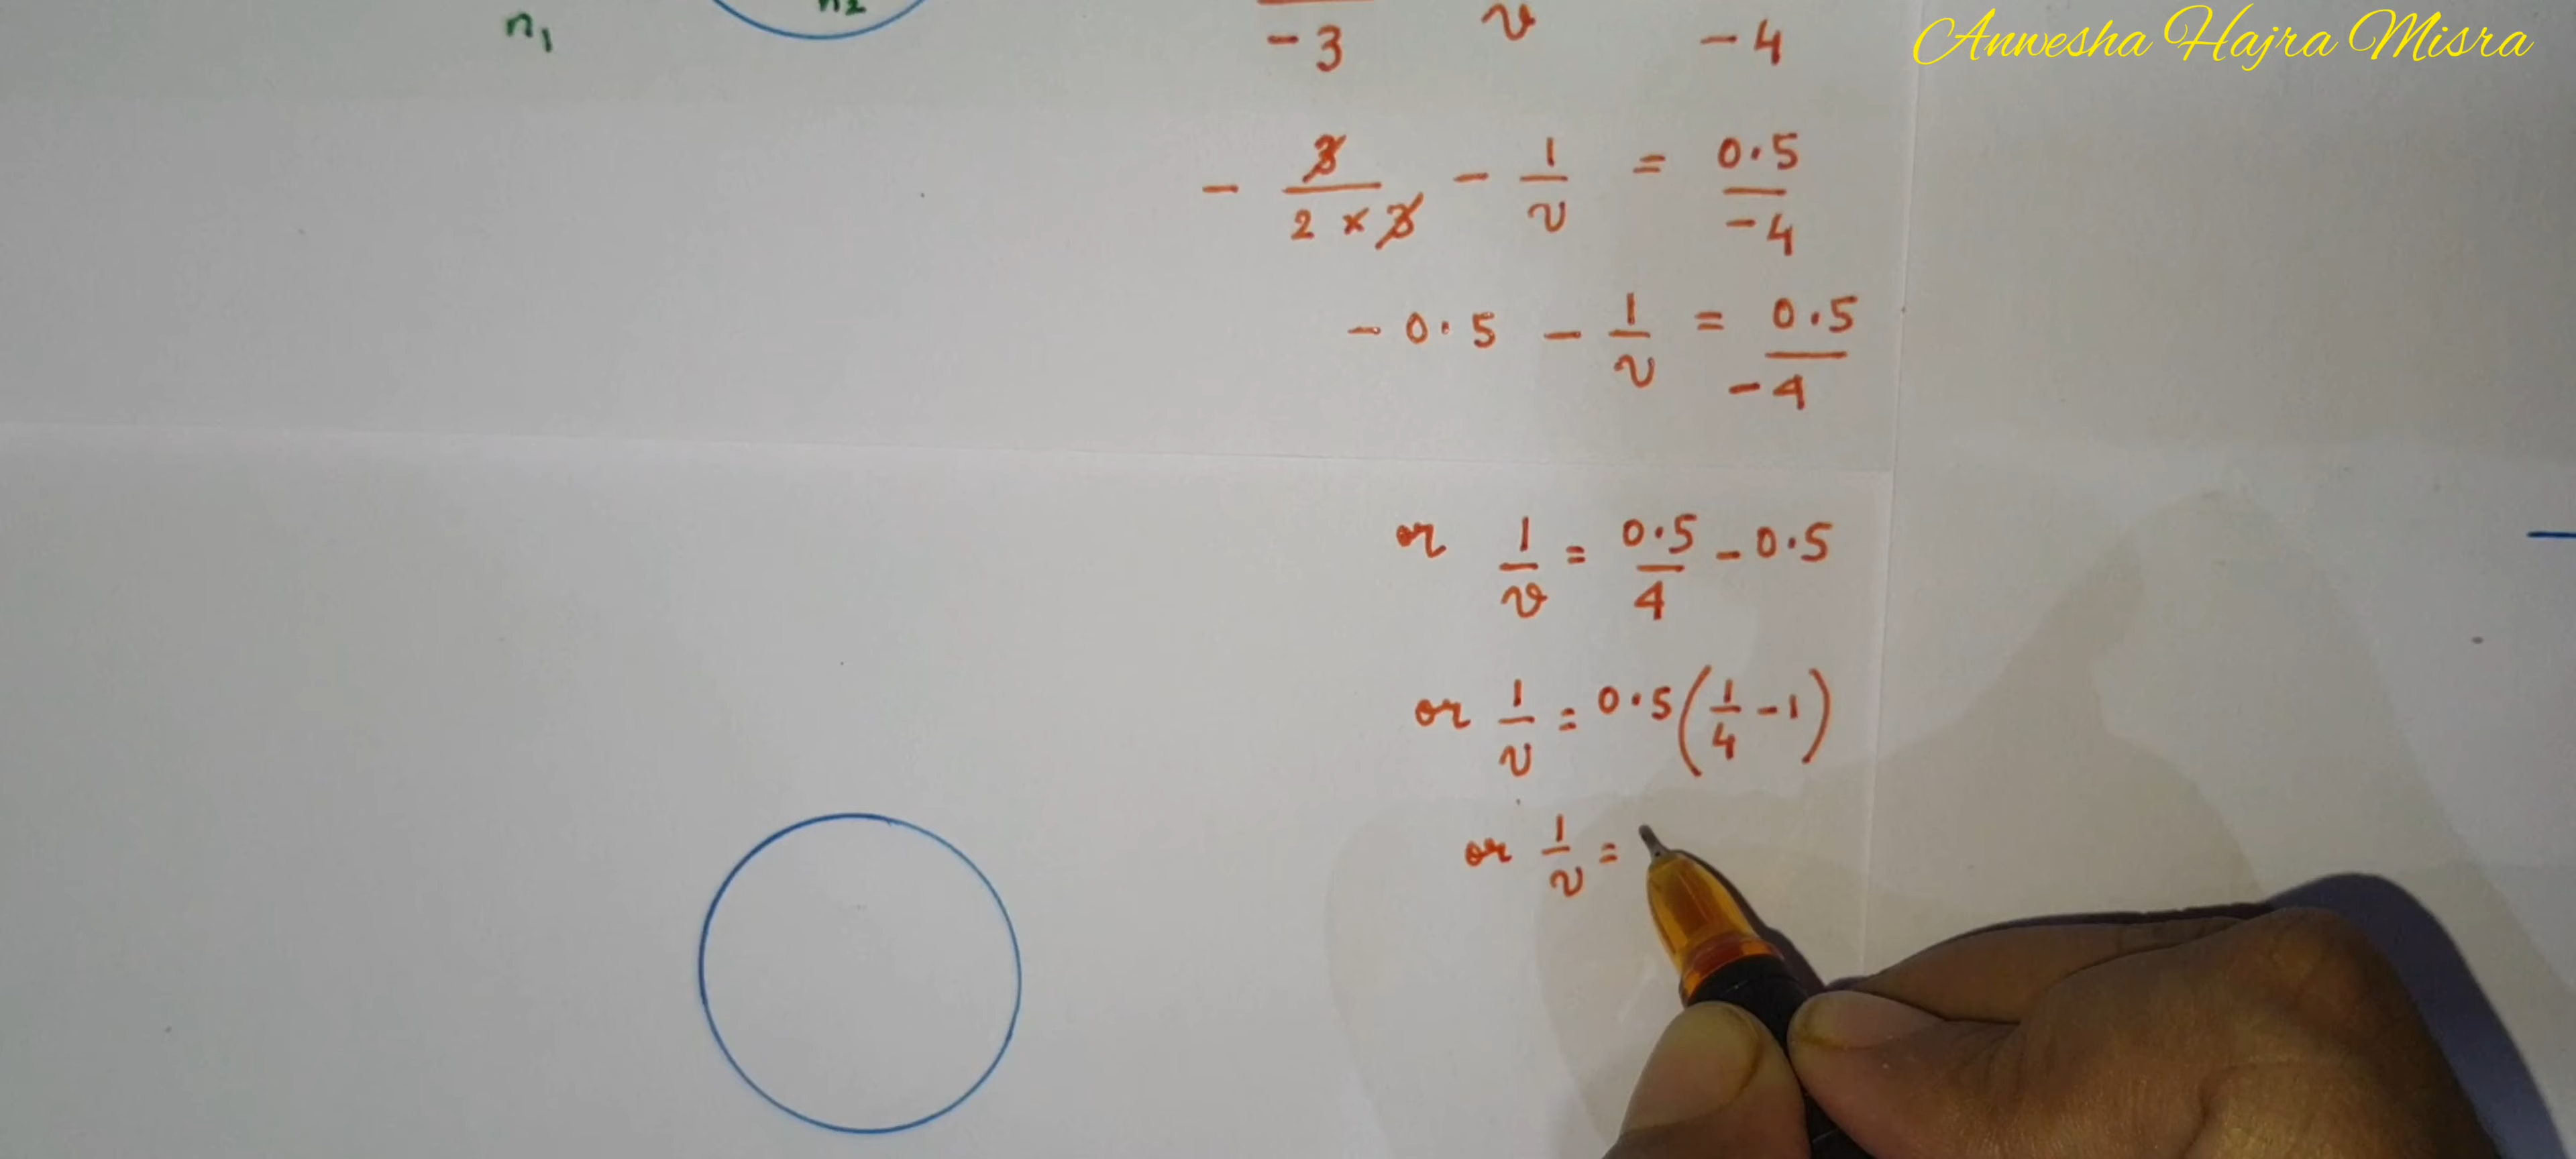 n₁ n₂
-3 v -4
Anwesha Hajra Misra
- 3/(2 × 3) - 1/v = 0.5/-4
-0.5 - 1/v = 0.5/-4
or 1/v = 0.5/4 - 0.5
or 1/v = 0.5(1/4 - 1)
or 1/v =